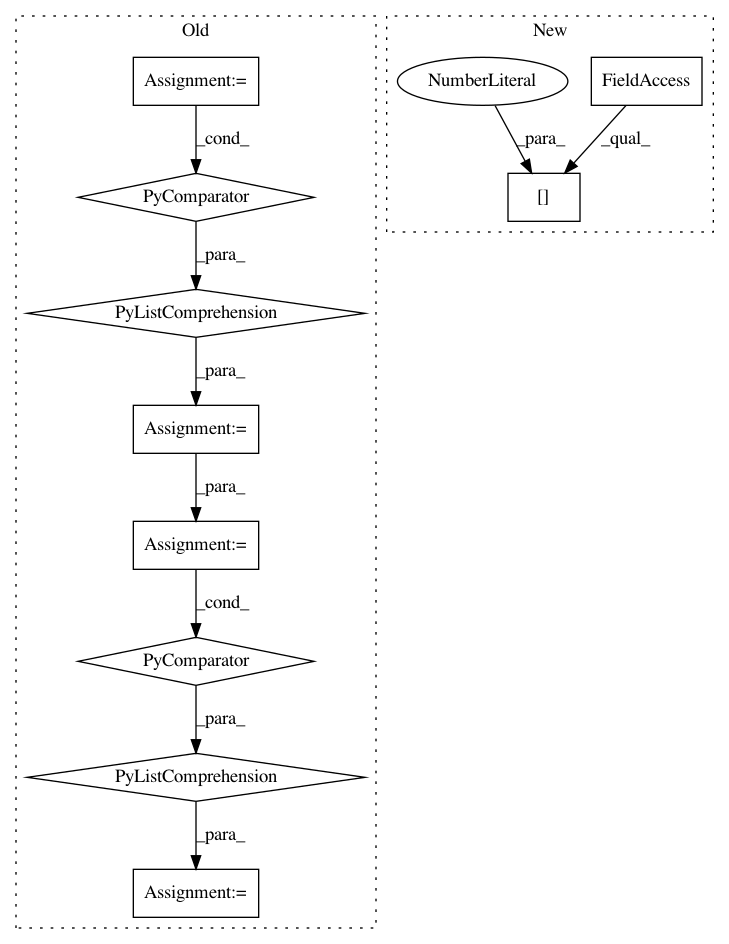 Old
Assignment:=
_cond_
PyComparator
_para_
PyListComprehension
_para_
Assignment:=
_para_
Assignment:=
_cond_
PyComparator
_para_
PyListComprehension
_para_
Assignment:=
New
NumberLiteral
FieldAccess
_para_
_qual_
[]